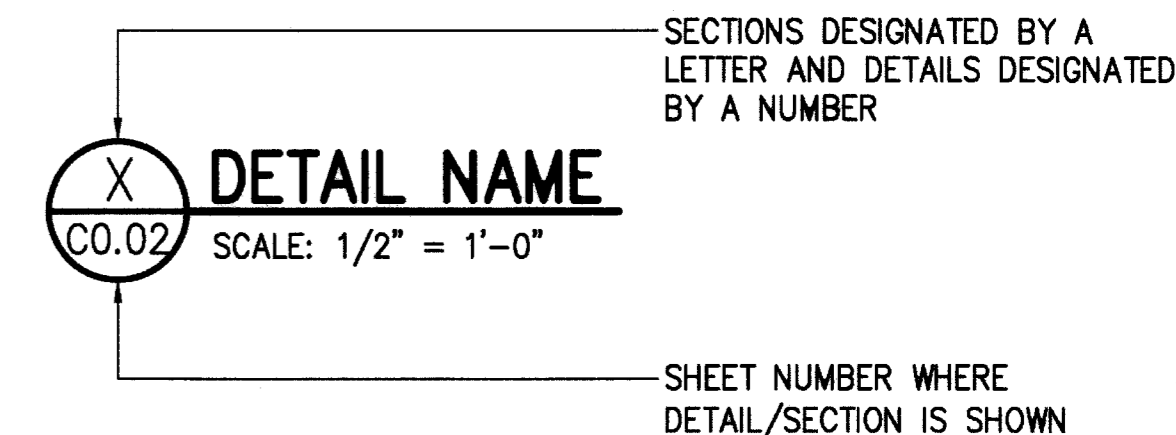 SECTIONS DESIGNATED BY A
LETTER AND DETAILS DESIGNATED
BY A NUMBER
X
DETAIL NAME
C0.02
SCALE: 1/2" = 1'-0"
SHEET NUMBER WHERE
DETAIL/SECTION IS SHOWN